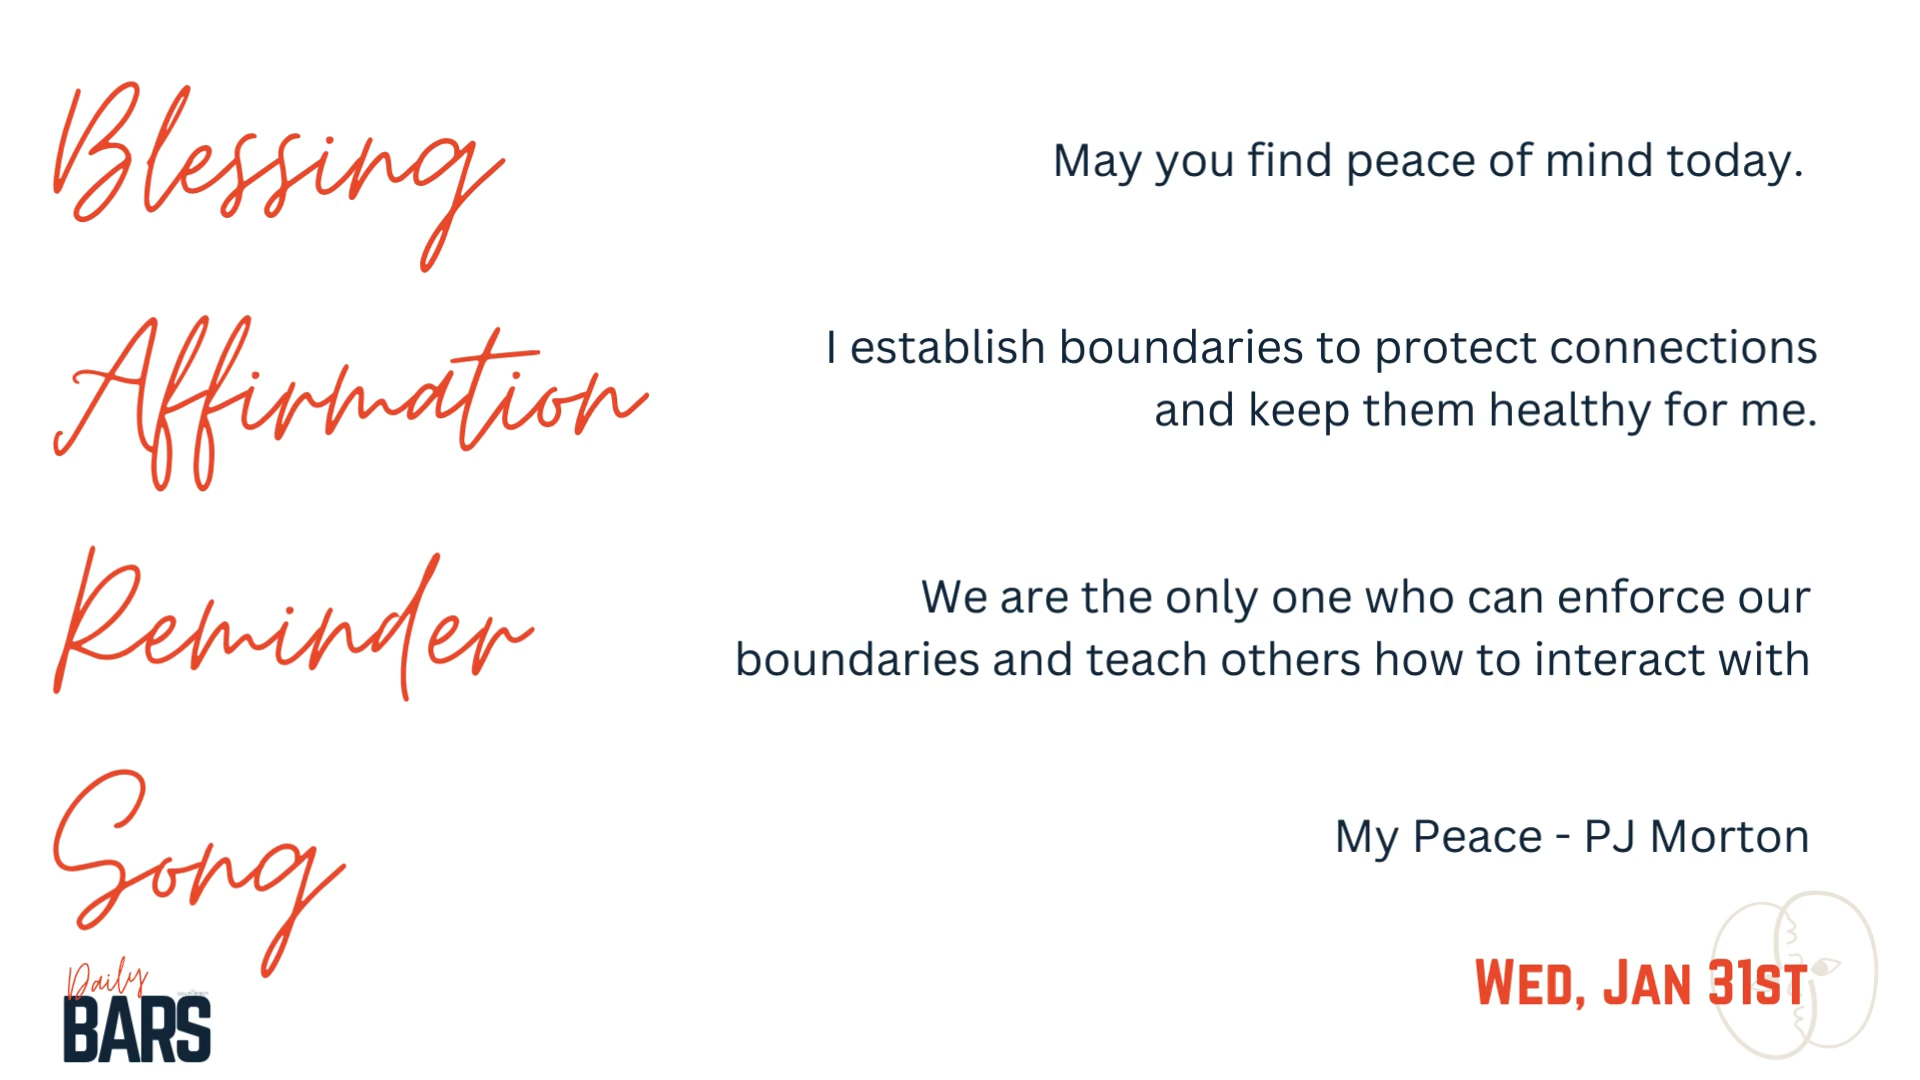 Blessing
May you find peace of mind today.
Affirmation
I establish boundaries to protect connections
and keep them healthy for me.
Reminder
We are the only one who can enforce our
boundaries and teach others how to interact with
Song
My Peace - PJ Morton
Daily
BARS
Wed, Jan 31st